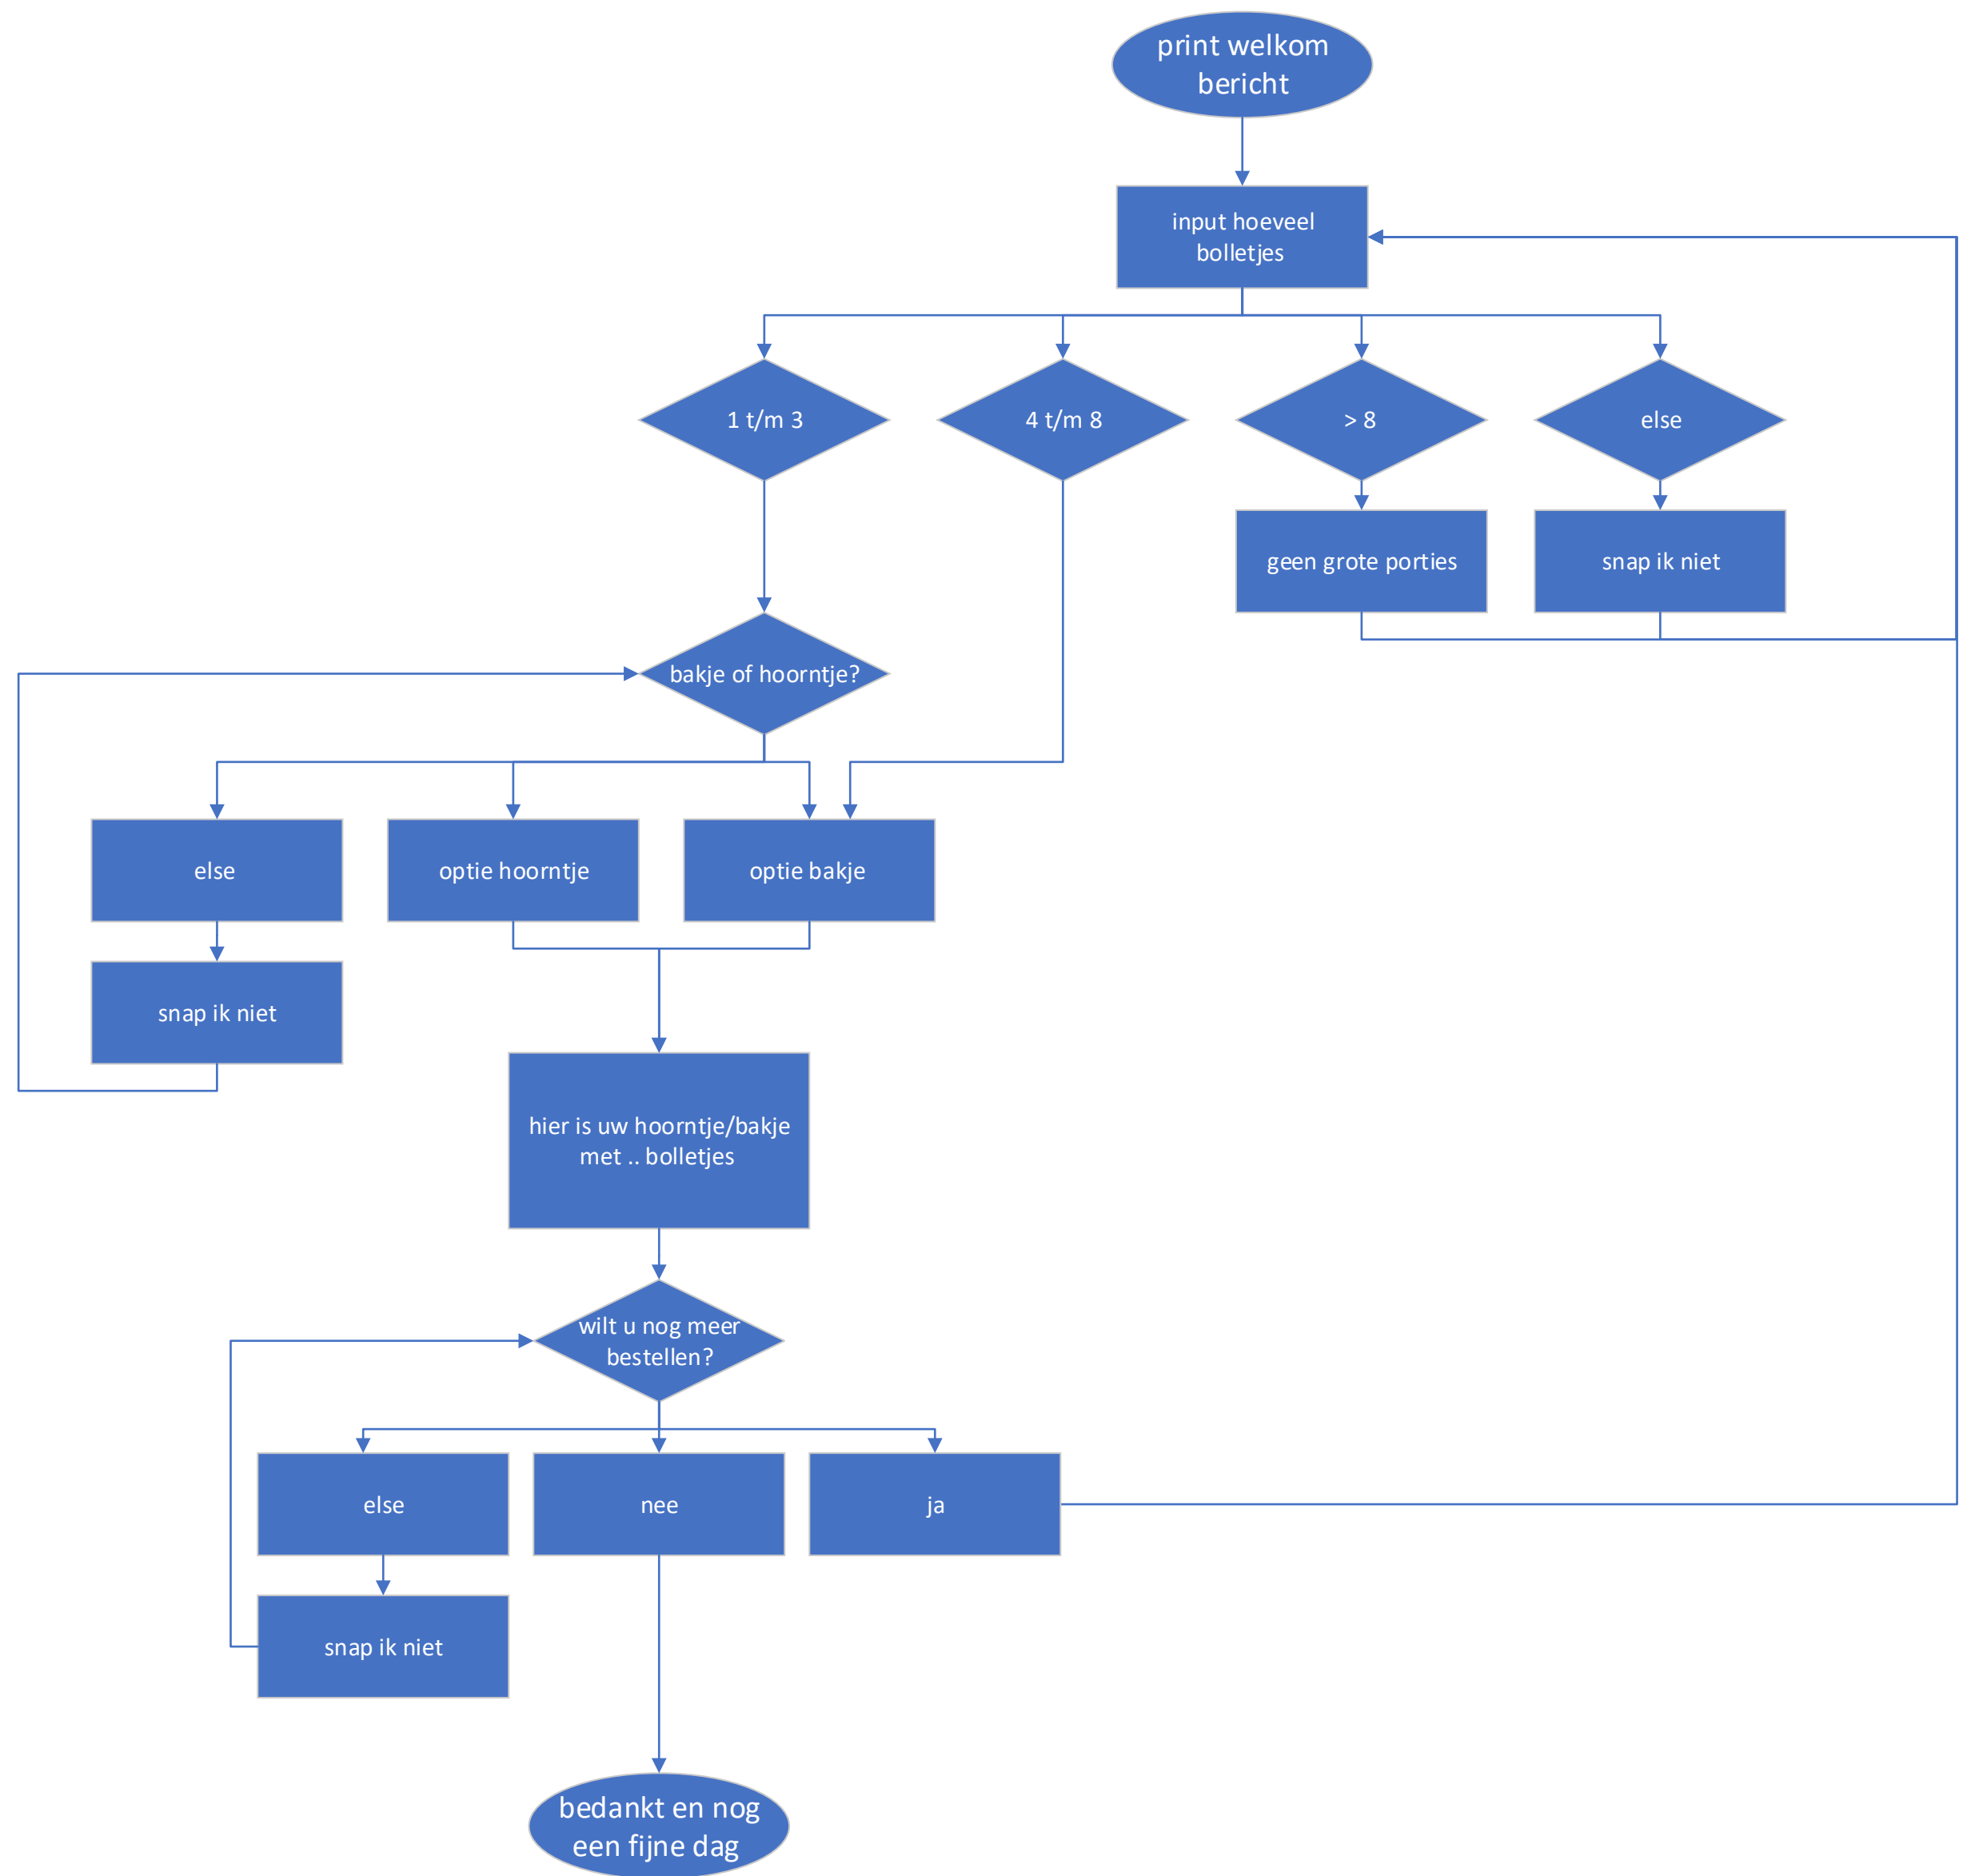 print welkom
bericht
input hoeveel
bolletjes
1 t/m 3
4 t/m 8
> 8
else
geen grote porties
snap ik niet
bakje of hoorntje?
else
optie hoorntje
optie bakje
snap ik niet
hier is uw hoorntje/bakje
met .. bolletjes
wilt u nog meer
bestellen?
else
nee
ja
snap ik niet
bedankt en nog
een fijne dag